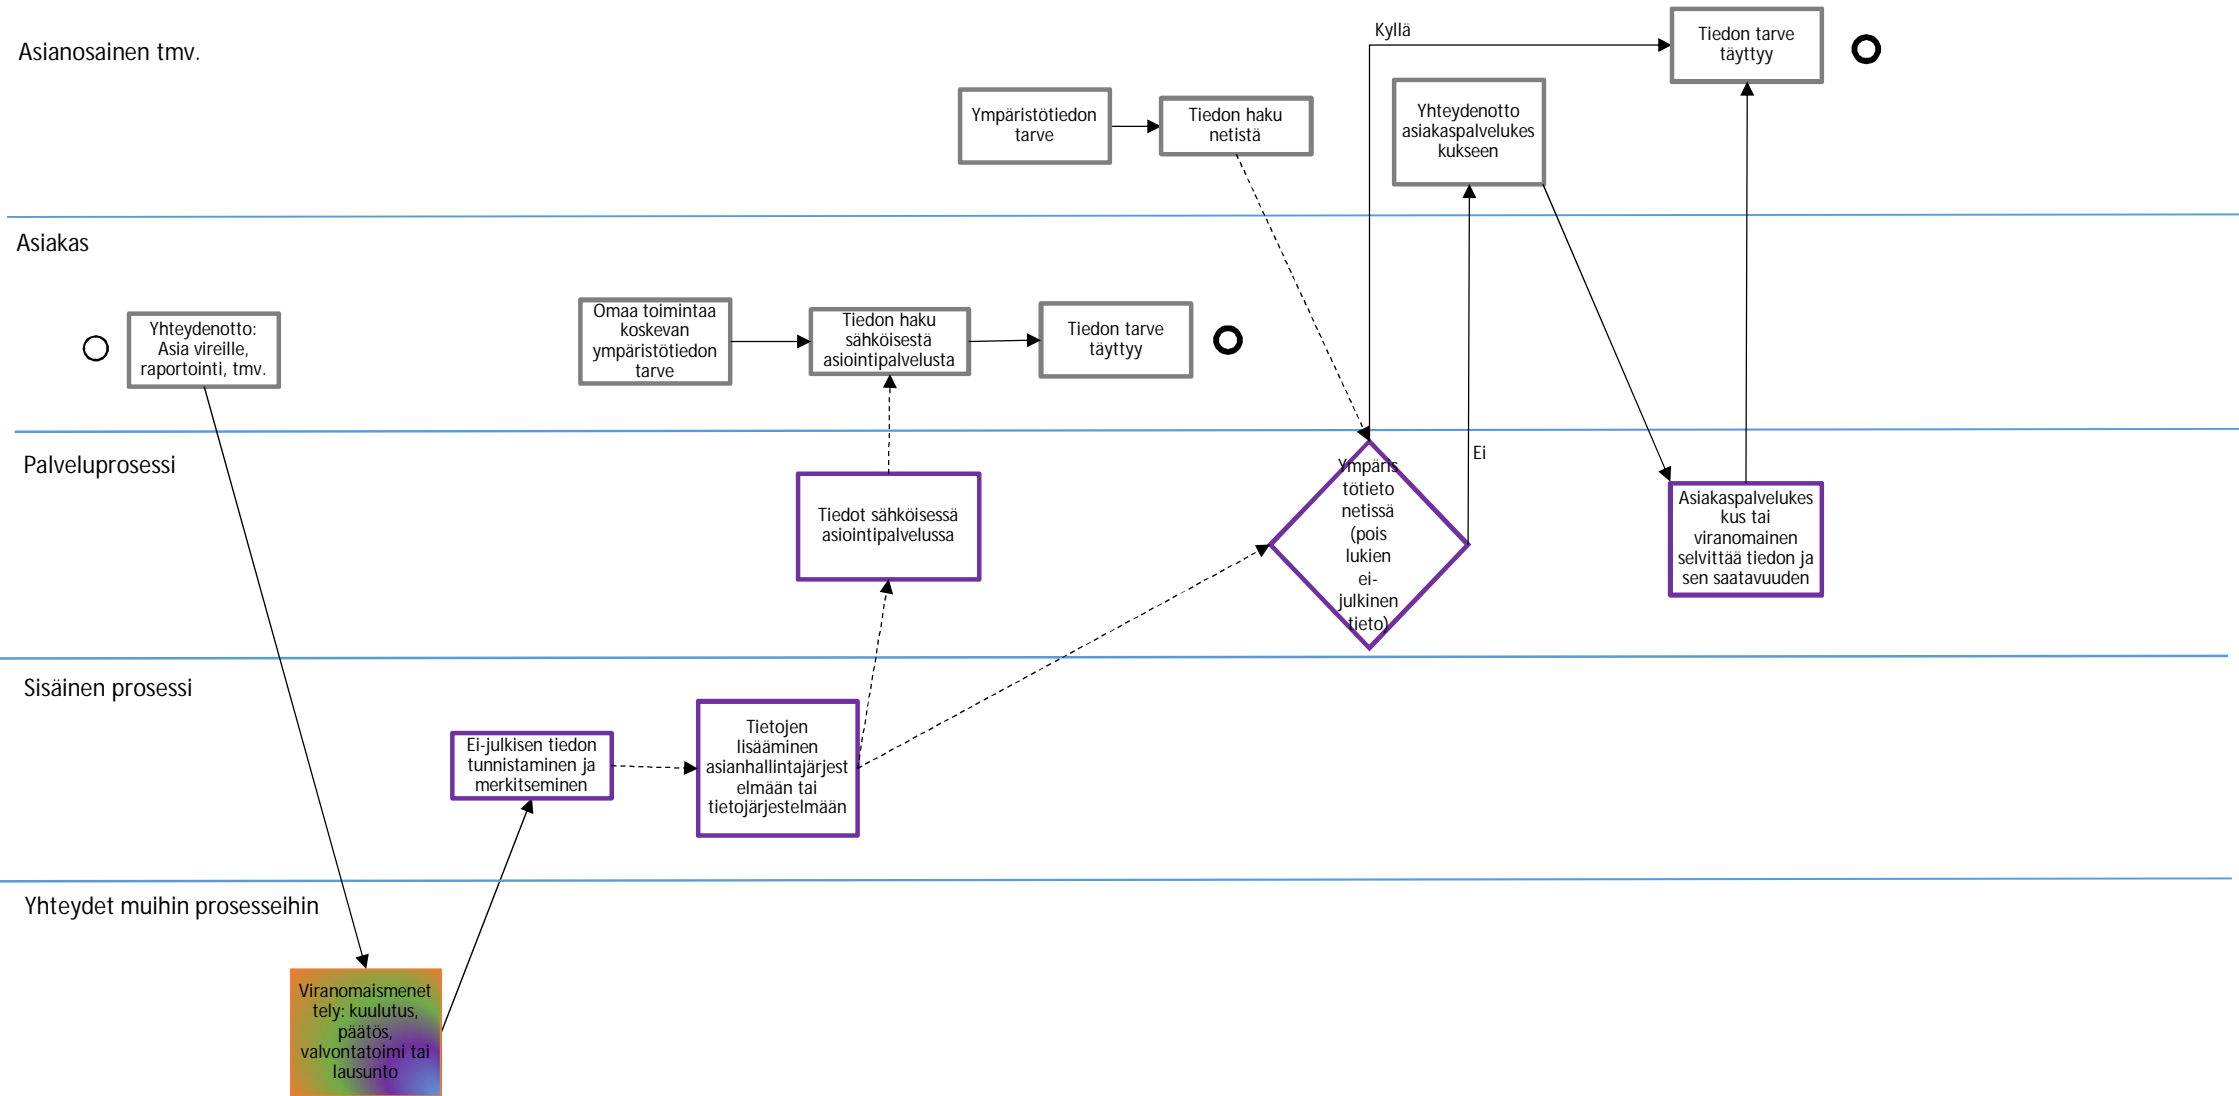 Asianosainen tmv.
Kyllä
Tiedon tarve
täyttyy
Ympäristötiedon
tarve
Tiedon haku
netistä
Yhteydenotto
asiakaspalvelukes
kukseen
Asiakas
Yhteydenotto:
Asia vireille,
raportointi, tmv.
Omaa toimintaa
koskevan
ympäristötiedon
tarve
Tiedon haku
sähköisestä
asiointipalvelusta
Tiedon tarve
täyttyy
Palveluprosessi
Tiedot sähköisessä
asiointipalvelussa
Ympäris
tötieto
netissä
(pois
lukien
ei-
julkinen
tieto)
Ei
Asiakaspalvelukes
kus tai
viranomainen
selvittää tiedon ja
sen saatavuuden
Sisäinen prosessi
Ei-julkisen tiedon
tunnistaminen ja
merkitseminen
Tietojen
lisääminen
asianhallintajärjest
elmään tai
tietojärjestelmään
Yhteydet muihin prosesseihin
Viranomaismenet
tely: kuulutus,
päätös,
valvontatoimi tai
lausunto